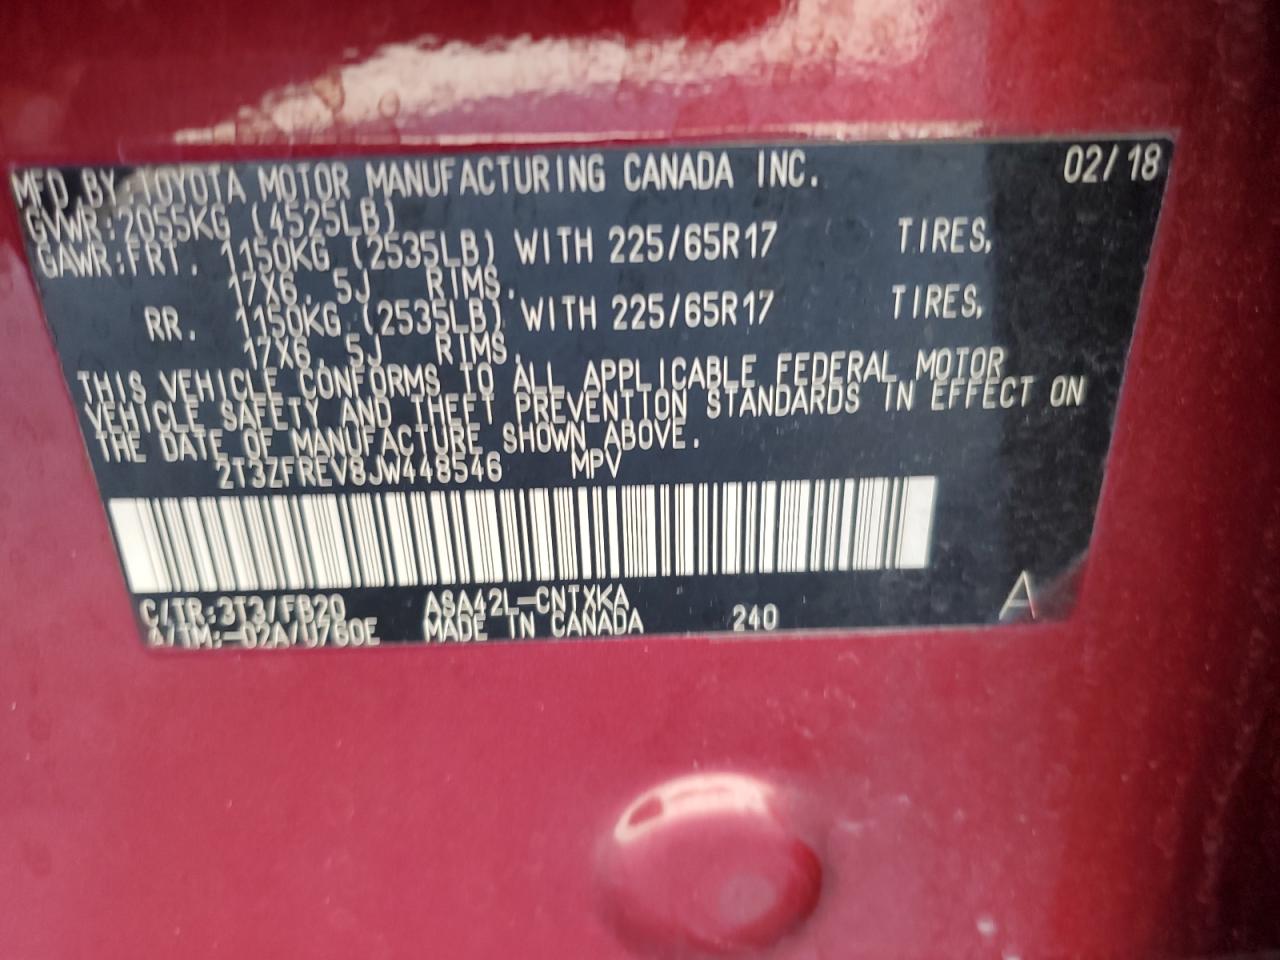 MFD.BY:TOYOTA MOTOR MANUFACTURING CANADA INC. 02/18
GVWR:2055KG (4525LB)
GAWR:FRT. 1150KG (2535LB) WITH 225/65R17 TIRES,
17X6.5J RIMS.
RR. 1150KG (2535LB) WITH 225/65R17 TIRES,
17X6.5J RIMS.
THIS VEHICLE CONFORMS TO ALL APPLICABLE FEDERAL MOTOR
VEHICLE SAFETY AND THEFT PREVENTION STANDARDS IN EFFECT ON
THE DATE OF MANUFACTURE SHOWN ABOVE.
2T3ZFREV8JW448546 MPV
C/TR:3T3/FB20 ASA42L-CNTXKA
A/TM:-02A/U760E MADE IN CANADA 240 A